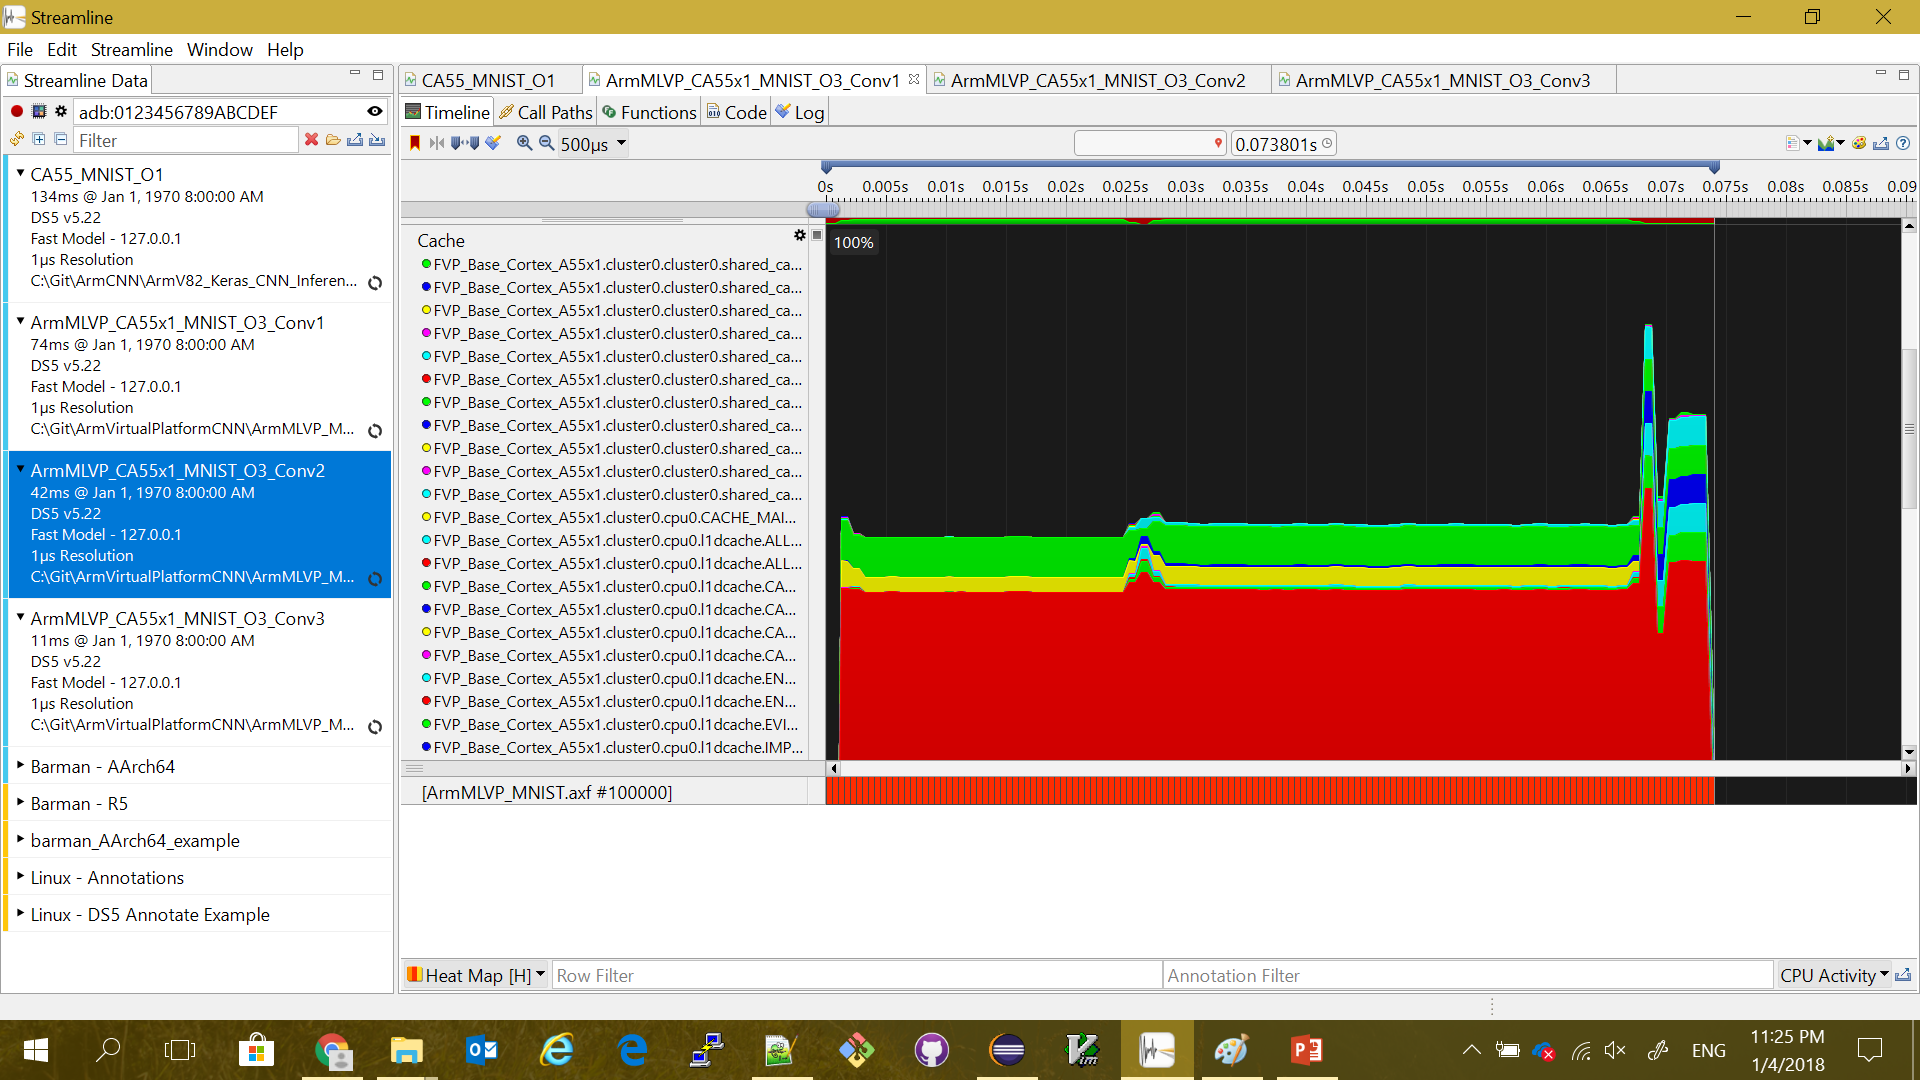 Streamline
File Edit Streamline Window Help
Streamline Data
adb:0123456789ABCDEF
Filter
CA55_MNIST_O1
134ms @ Jan 1, 1970 8:00:00 AM
DS5 v5.22
Fast Model - 127.0.0.1
1µs Resolution
C:\Git\ArmCNN\ArmV82_Keras_CNN_Inferen...
ArmMLVP_CA55x1_MNIST_O3_Conv1
74ms @ Jan 1, 1970 8:00:00 AM
DS5 v5.22
Fast Model - 127.0.0.1
1µs Resolution
C:\Git\ArmVirtualPlatformCNN\ArmMLVP_M...
ArmMLVP_CA55x1_MNIST_O3_Conv2
42ms @ Jan 1, 1970 8:00:00 AM
DS5 v5.22
Fast Model - 127.0.0.1
1µs Resolution
C:\Git\ArmVirtualPlatformCNN\ArmMLVP_M...
ArmMLVP_CA55x1_MNIST_O3_Conv3
11ms @ Jan 1, 1970 8:00:00 AM
DS5 v5.22
Fast Model - 127.0.0.1
1µs Resolution
C:\Git\ArmVirtualPlatformCNN\ArmMLVP_M...
Barman - AArch64
Barman - R5
barman_AArch64_example
Linux - Annotations
Linux - DS5 Annotate Example
CA55_MNIST_O1 ArmMLVP_CA55x1_MNIST_O3_Conv1 ArmMLVP_CA55x1_MNIST_O3_Conv2 ArmMLVP_CA55x1_MNIST_O3_Conv3
Timeline Call Paths Functions Code Log
500µs 0.073801s
0s 0.005s 0.01s 0.015s 0.02s 0.025s 0.03s 0.035s 0.04s 0.045s 0.05s 0.055s 0.06s 0.065s 0.07s 0.075s 0.08s 0.085s 0.09
Cache
100%
FVP_Base_Cortex_A55x1.cluster0.cluster0.shared_ca...
FVP_Base_Cortex_A55x1.cluster0.cluster0.shared_ca...
FVP_Base_Cortex_A55x1.cluster0.cluster0.shared_ca...
FVP_Base_Cortex_A55x1.cluster0.cluster0.shared_ca...
FVP_Base_Cortex_A55x1.cluster0.cluster0.shared_ca...
FVP_Base_Cortex_A55x1.cluster0.cluster0.shared_ca...
FVP_Base_Cortex_A55x1.cluster0.cluster0.shared_ca...
FVP_Base_Cortex_A55x1.cluster0.cluster0.shared_ca...
FVP_Base_Cortex_A55x1.cluster0.cluster0.shared_ca...
FVP_Base_Cortex_A55x1.cluster0.cluster0.shared_ca...
FVP_Base_Cortex_A55x1.cluster0.cluster0.shared_ca...
FVP_Base_Cortex_A55x1.cluster0.cpu0.CACHE_MAI...
FVP_Base_Cortex_A55x1.cluster0.cpu0.l1dcache.ALL...
FVP_Base_Cortex_A55x1.cluster0.cpu0.l1dcache.ALL...
FVP_Base_Cortex_A55x1.cluster0.cpu0.l1dcache.CA...
FVP_Base_Cortex_A55x1.cluster0.cpu0.l1dcache.CA...
FVP_Base_Cortex_A55x1.cluster0.cpu0.l1dcache.CA...
FVP_Base_Cortex_A55x1.cluster0.cpu0.l1dcache.CA...
FVP_Base_Cortex_A55x1.cluster0.cpu0.l1dcache.EN...
FVP_Base_Cortex_A55x1.cluster0.cpu0.l1dcache.EN...
FVP_Base_Cortex_A55x1.cluster0.cpu0.l1dcache.EVI...
FVP_Base_Cortex_A55x1.cluster0.cpu0.l1dcache.IMP...
[ArmMLVP_MNIST.axf #100000]
Heat Map [H] Row Filter Annotation Filter CPU Activity
ENG
11:25 PM
1/4/2018